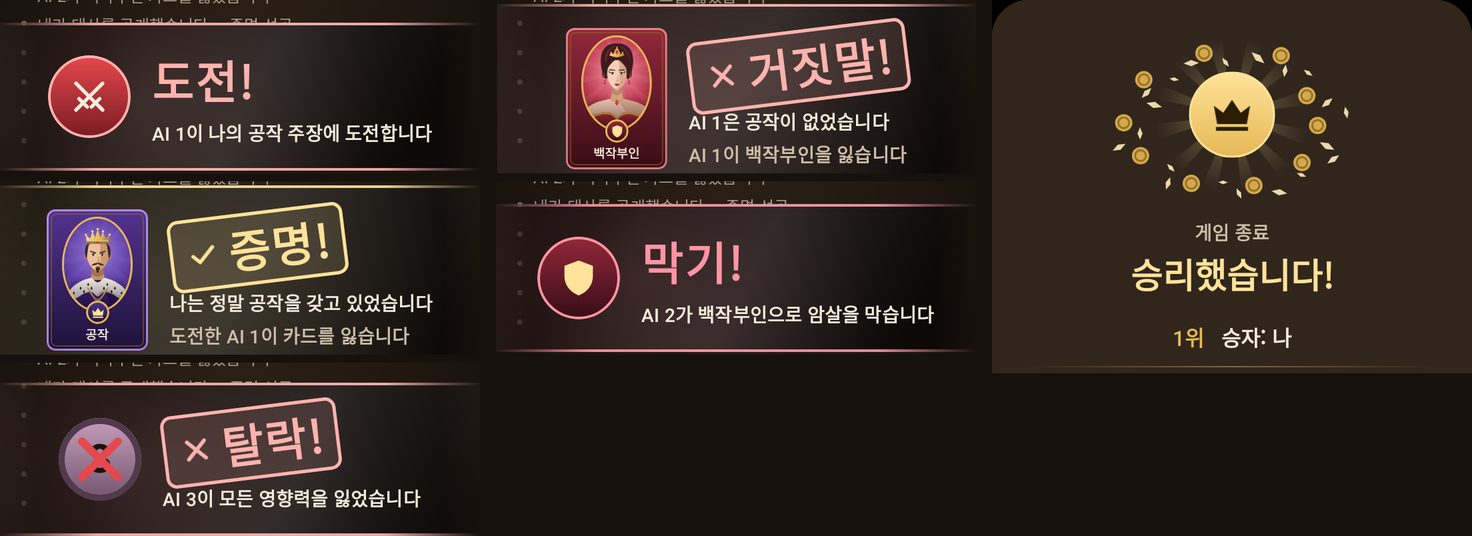 도전!
AI 1이 나의 공작 주장에 도전합니다
거짓말!
AI 1은 공작이 없었습니다
AI 1이 백작부인을 잃습니다
백작부인
게임 종료
승리했습니다!
1위 승자: 나
증명!
나는 정말 공작을 갖고 있었습니다
도전한 AI 1이 카드를 잃습니다
공작
막기!
AI 2가 백작부인으로 암살을 막습니다
탈락!
AI 3이 모든 영향력을 잃었습니다